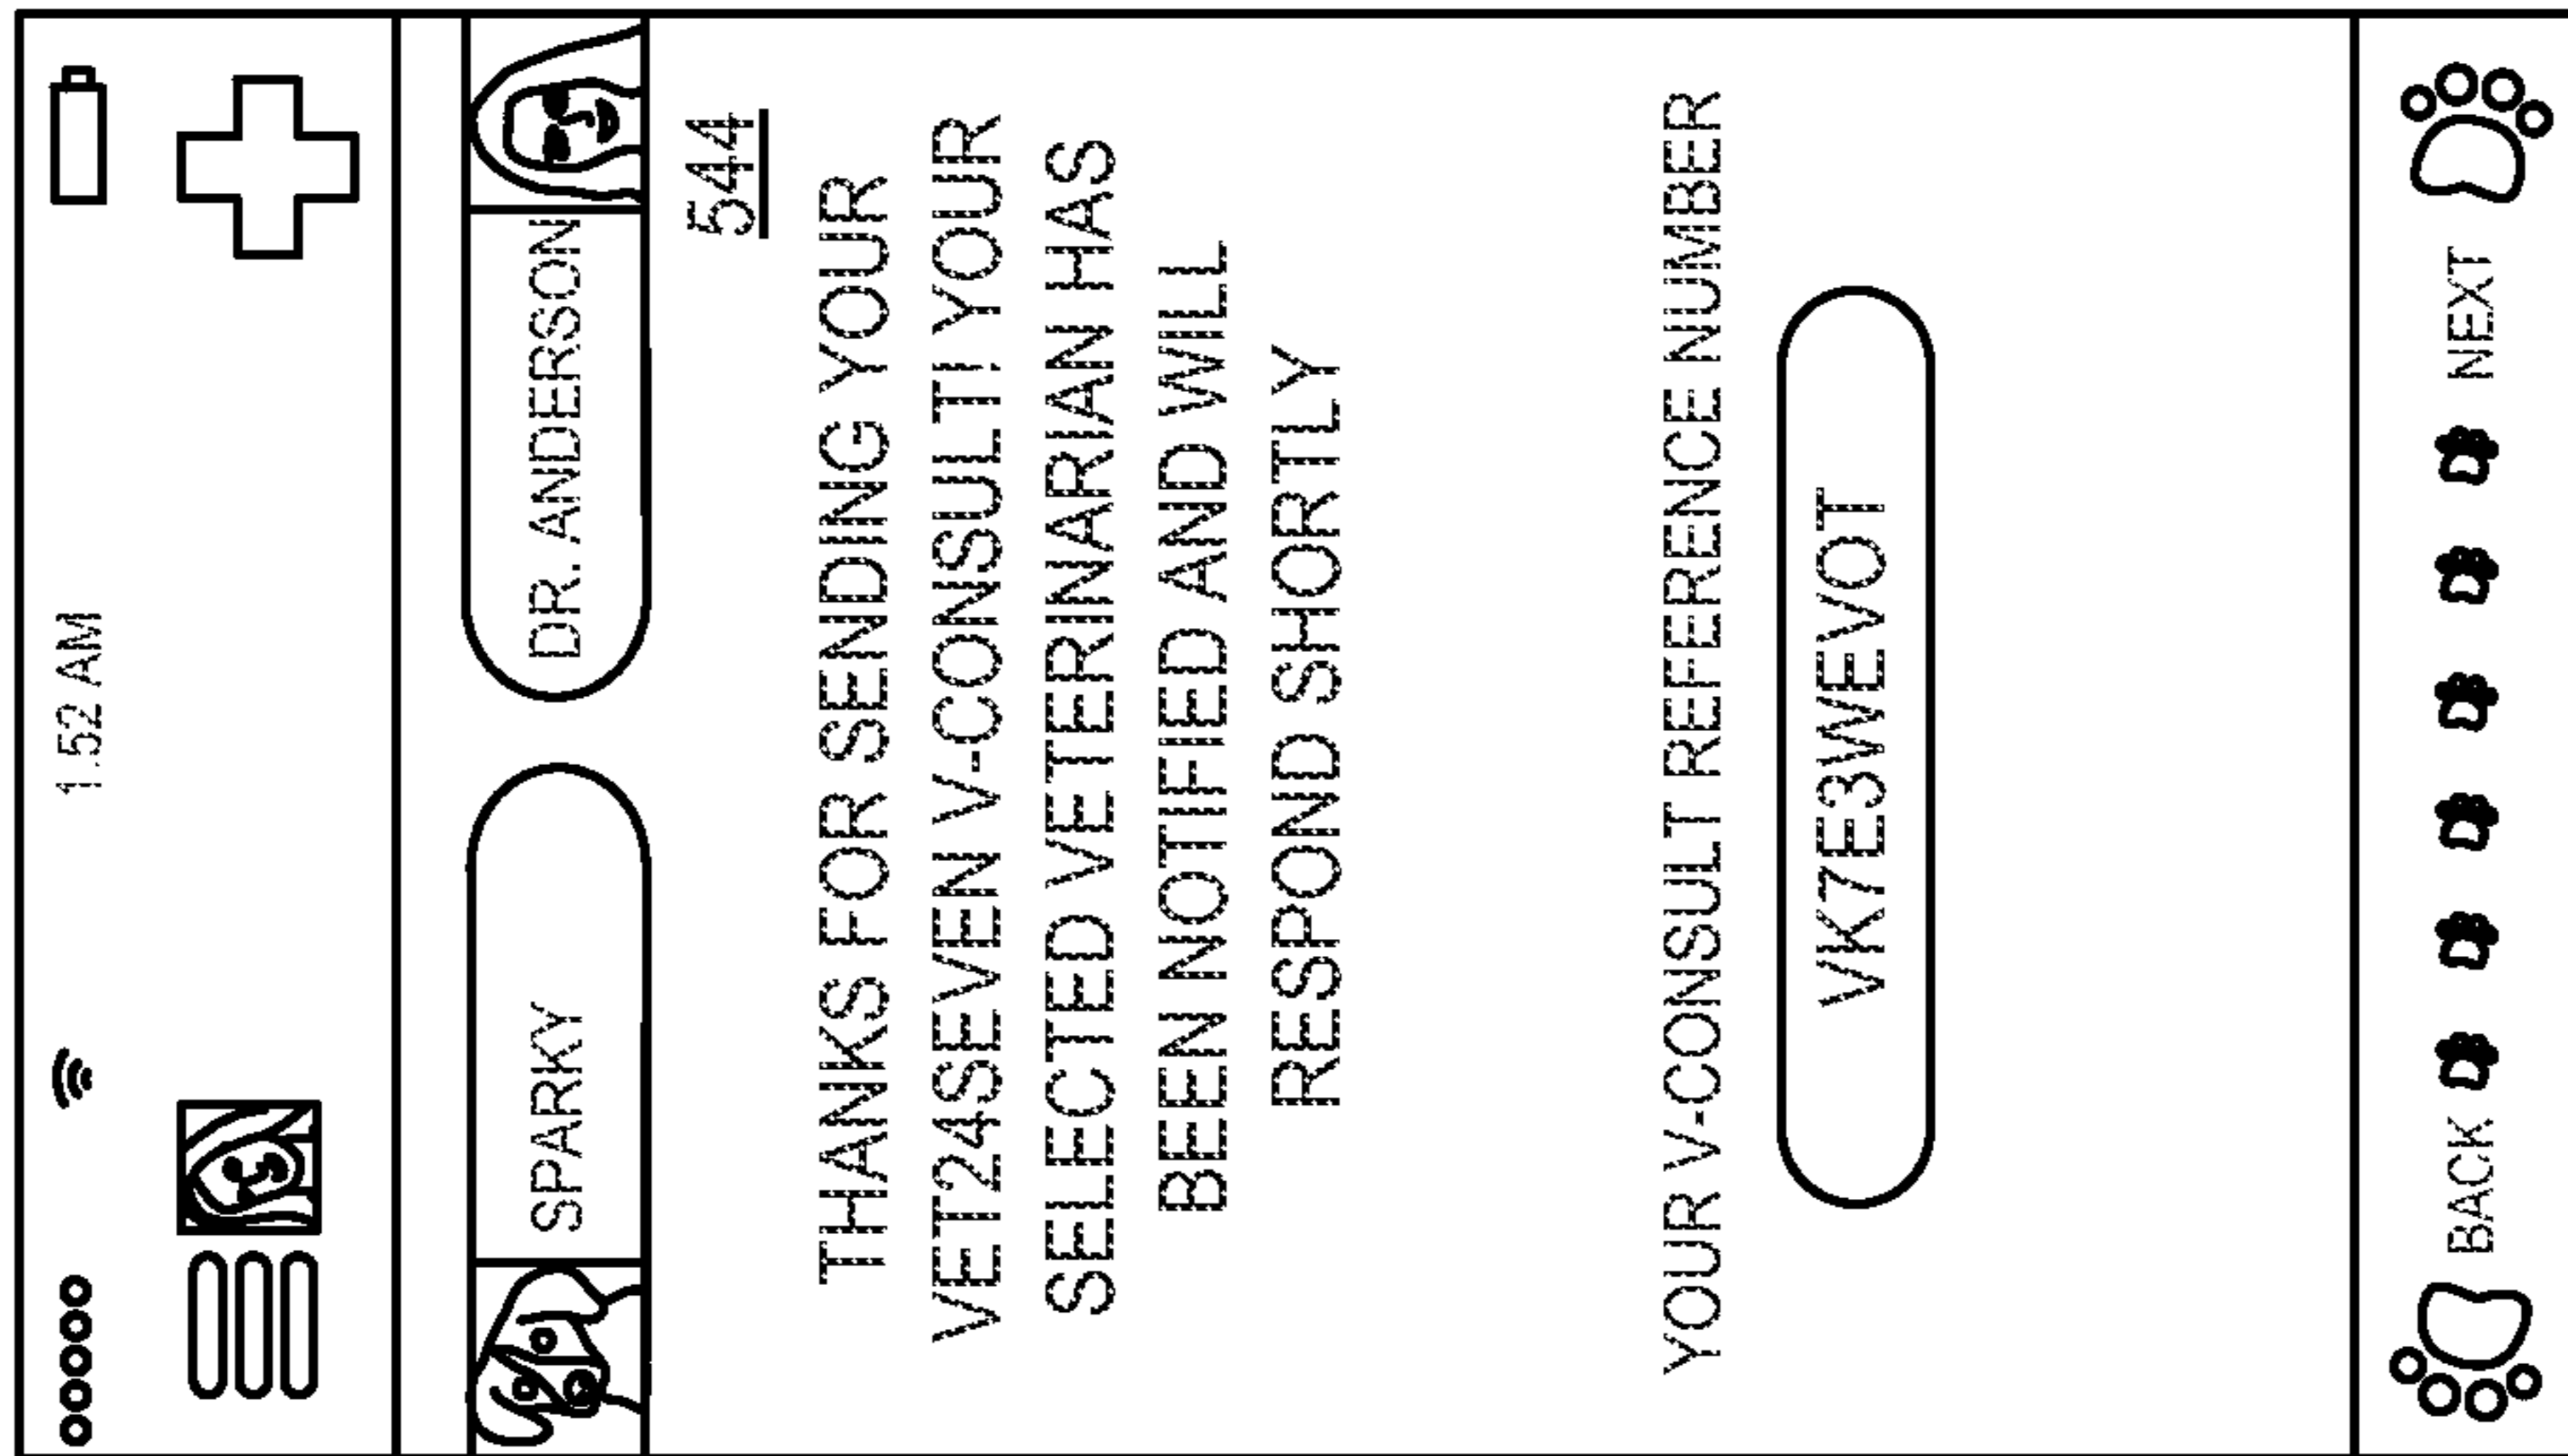 1.52 AM
SPARKY
DR. ANDERSON
544
THANKS FOR SENDING YOUR
VET24SEVEN V-CONSULT! YOUR
SELECTED VETERINARIAN HAS
BEEN NOTIFIED AND WILL
RESPOND SHORTLY
YOUR V-CONSULT REFERENCE NUMBER
VK7E3WEVOT
BACK
NEXT